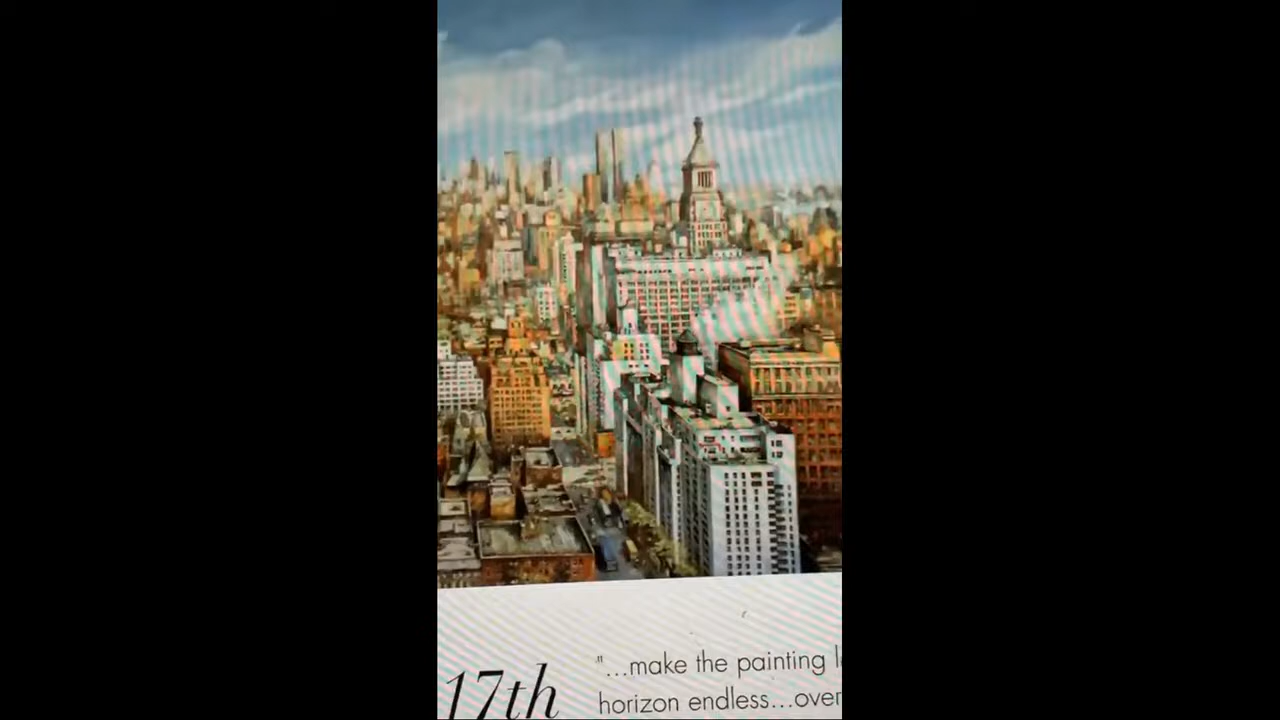 17th
"...make the painting
horizon endless...over